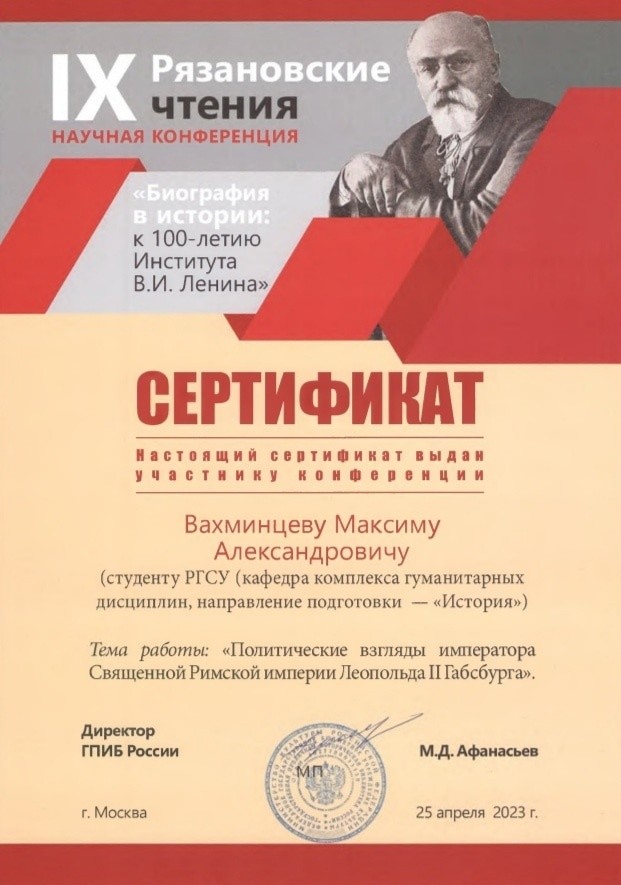 IX Рязановские
чтения
НАУЧНАЯ КОНФЕРЕНЦИЯ
«Биография
в истории:
к 100-летию
Института
В.И. Ленина»
СЕРТИФИКАТ
Настоящий сертификат выдан
участнику конференции
Вахминцеву Максиму
Александровичу
(студенту РГСУ (кафедра комплекса гуманитарных
дисциплин, направление подготовки — «История»)
Тема работы: «Политические взгляды императора
Священной Римской империи Леопольда II Габсбурга».
Директор
ГПИБ России
МП
М.Д. Афанасьев
г. Москва
25 апреля 2023 г.